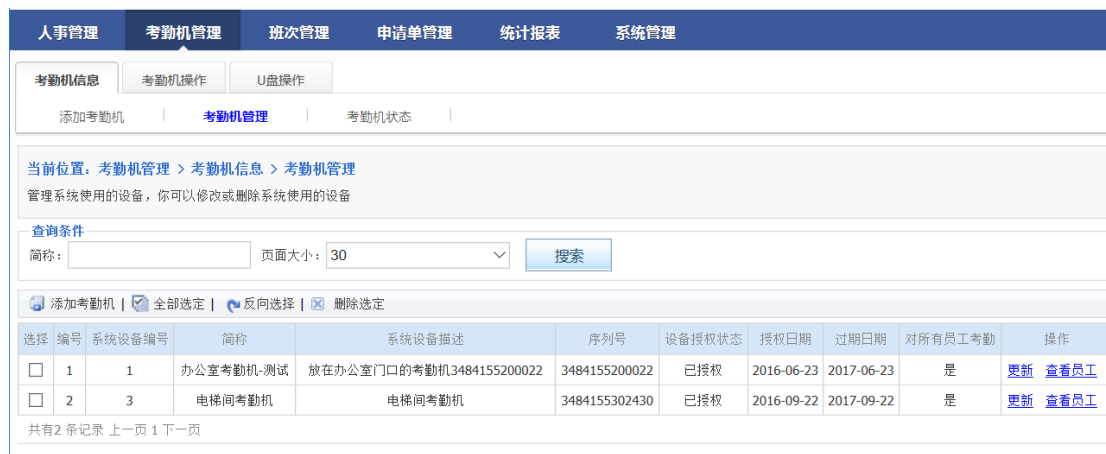 人事管理 考勤机管理 班次管理 申请单管理 统计报表 系统管理
考勤机信息 考勤机操作 U盘操作
添加考勤机 考勤机管理 考勤机状态
当前位置：考勤机管理 > 考勤机信息 > 考勤机管理
管理系统使用的设备，你可以修改或删除系统使用的设备
查询条件
简称： 页面大小： 30 搜索
添加考勤机 | 全部选定 | 反向选择 | 删除选定
选择 编号 系统设备编号 简称 系统设备描述 序列号 设备授权状态 授权日期 过期日期 对所有员工考勤 操作
1 1 办公室考勤机-测试 放在办公室门口的考勤机3484155200022 3484155200022 已授权 2016-06-23 2017-06-23 是 更新 查看员工
2 3 电梯间考勤机 电梯间考勤机 3484155302430 已授权 2016-09-22 2017-09-22 是 更新 查看员工
共有2 条记录 上一页 1 下一页